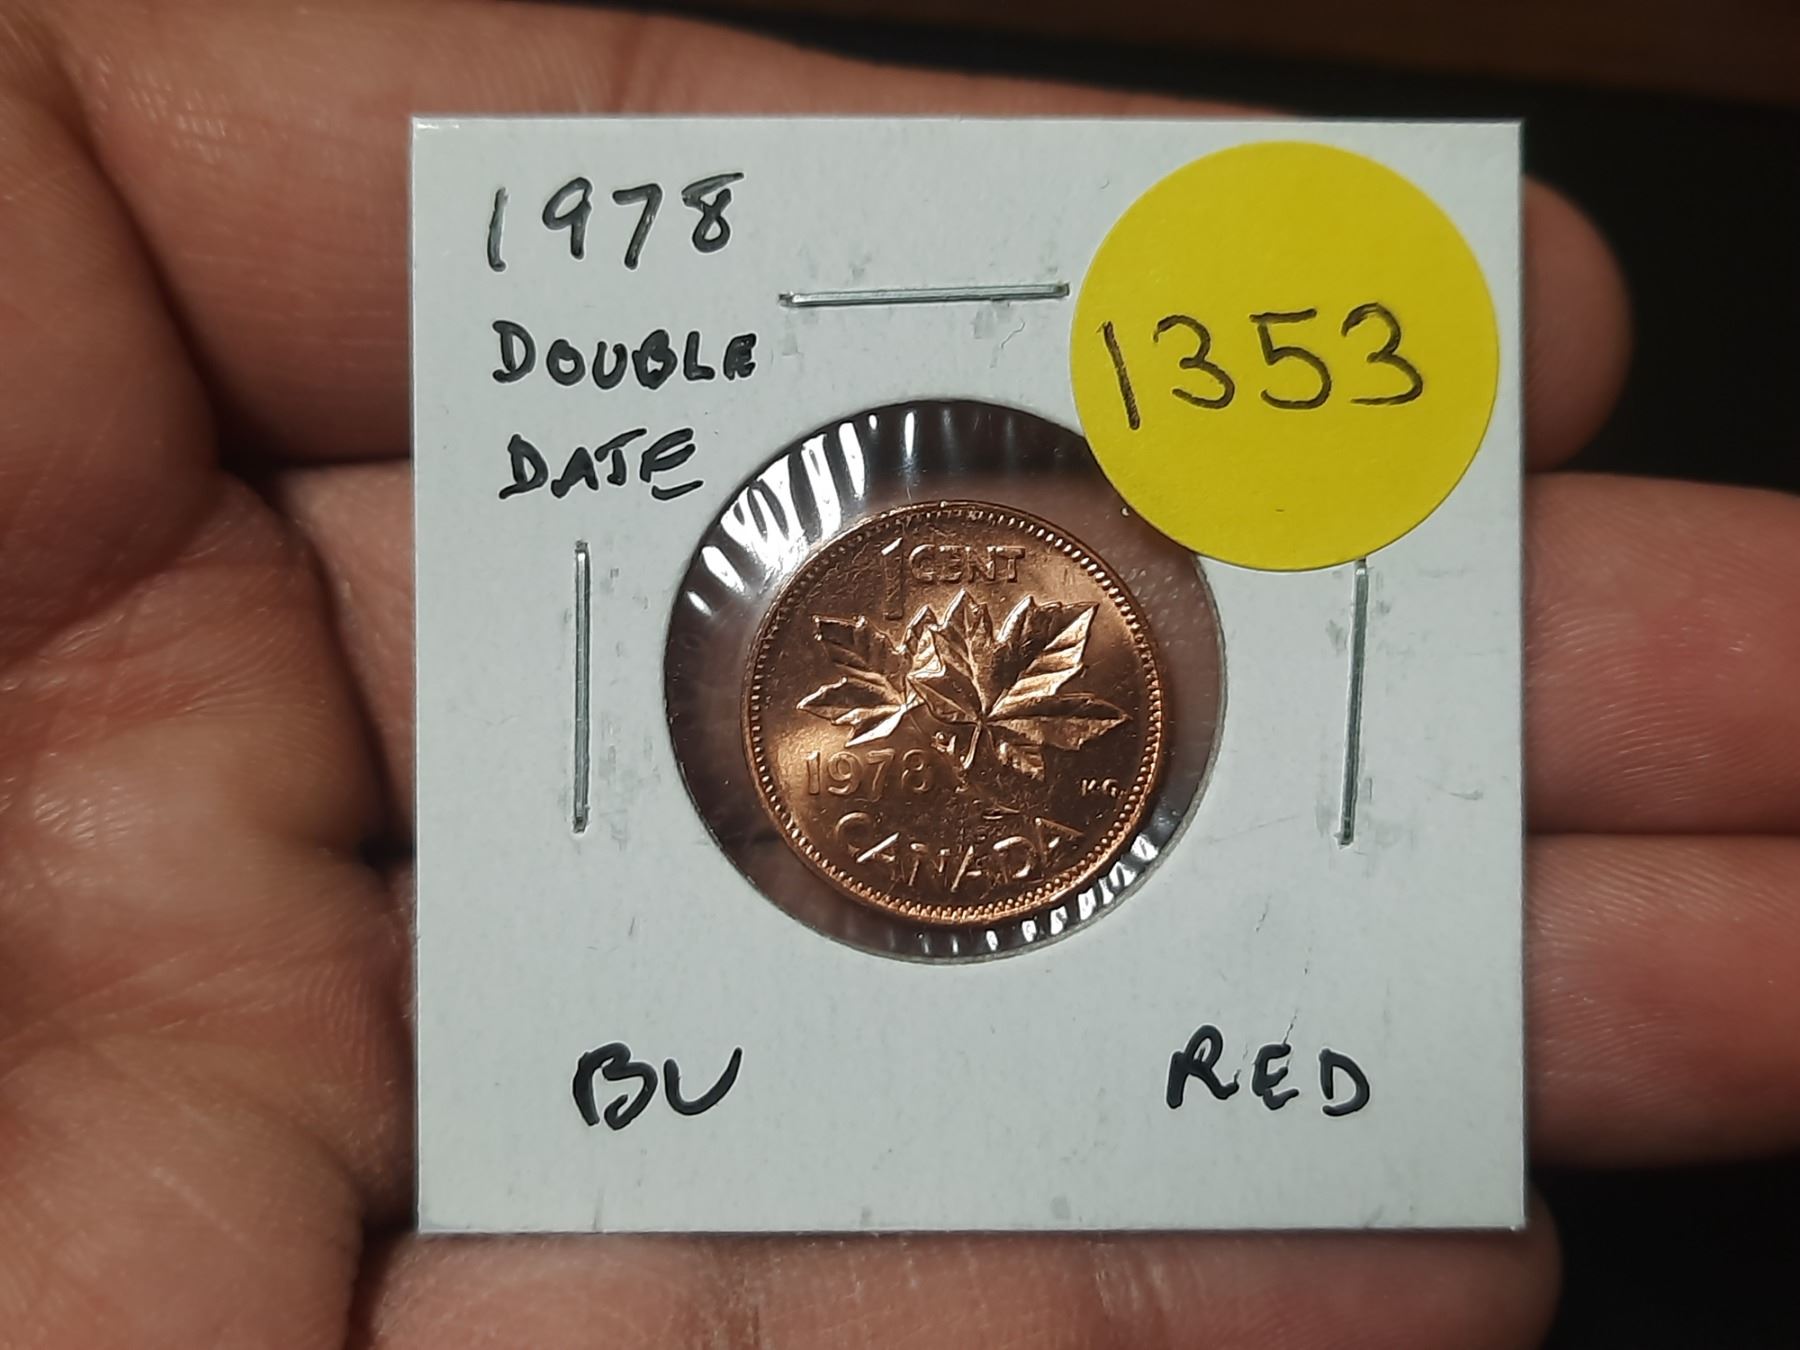 1978
DOUBLE
DATE
1353
1 CENT
1978
KG
CANADA
BU
RED